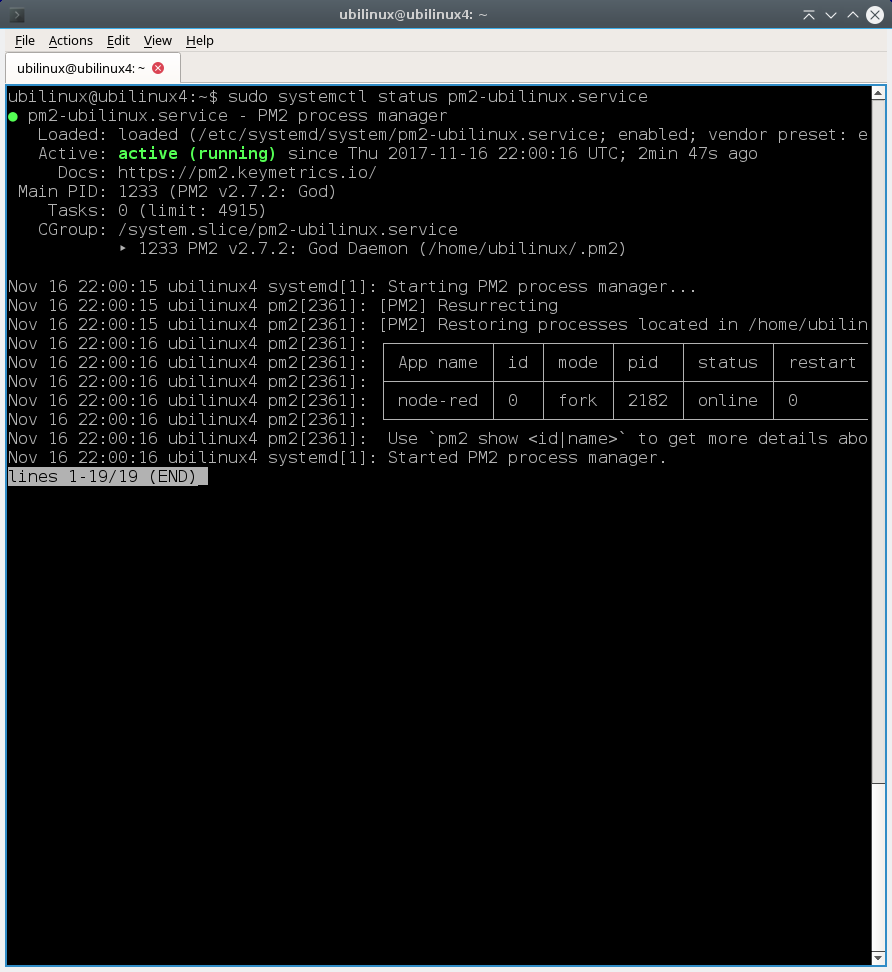 ubilinux@ubilinux4: ~
File Actions Edit View Help
ubilinux@ubilinux4: ~
ubilinux@ubilinux4:~$ sudo systemctl status pm2-ubilinux.service
● pm2-ubilinux.service - PM2 process manager
Loaded: loaded (/etc/systemd/system/pm2-ubilinux.service; enabled; vendor preset: e
Active: active (running) since Thu 2017-11-16 22:00:16 UTC; 2min 47s ago
Docs: https://pm2.keymetrics.io/
Main PID: 1233 (PM2 v2.7.2: God)
Tasks: 0 (limit: 4915)
CGroup: /system.slice/pm2-ubilinux.service
‣ 1233 PM2 v2.7.2: God Daemon (/home/ubilinux/.pm2)
Nov 16 22:00:15 ubilinux4 systemd[1]: Starting PM2 process manager...
Nov 16 22:00:15 ubilinux4 pm2[2361]: [PM2] Resurrecting
Nov 16 22:00:15 ubilinux4 pm2[2361]: [PM2] Restoring processes located in /home/ubilin
Nov 16 22:00:16 ubilinux4 pm2[2361]:
Nov 16 22:00:16 ubilinux4 pm2[2361]: App name id mode pid status restart
Nov 16 22:00:16 ubilinux4 pm2[2361]:
Nov 16 22:00:16 ubilinux4 pm2[2361]: node-red 0 fork 2182 online 0
Nov 16 22:00:16 ubilinux4 pm2[2361]:
Nov 16 22:00:16 ubilinux4 pm2[2361]: Use `pm2 show <id|name>` to get more details abo
Nov 16 22:00:16 ubilinux4 systemd[1]: Started PM2 process manager.
lines 1-19/19 (END)